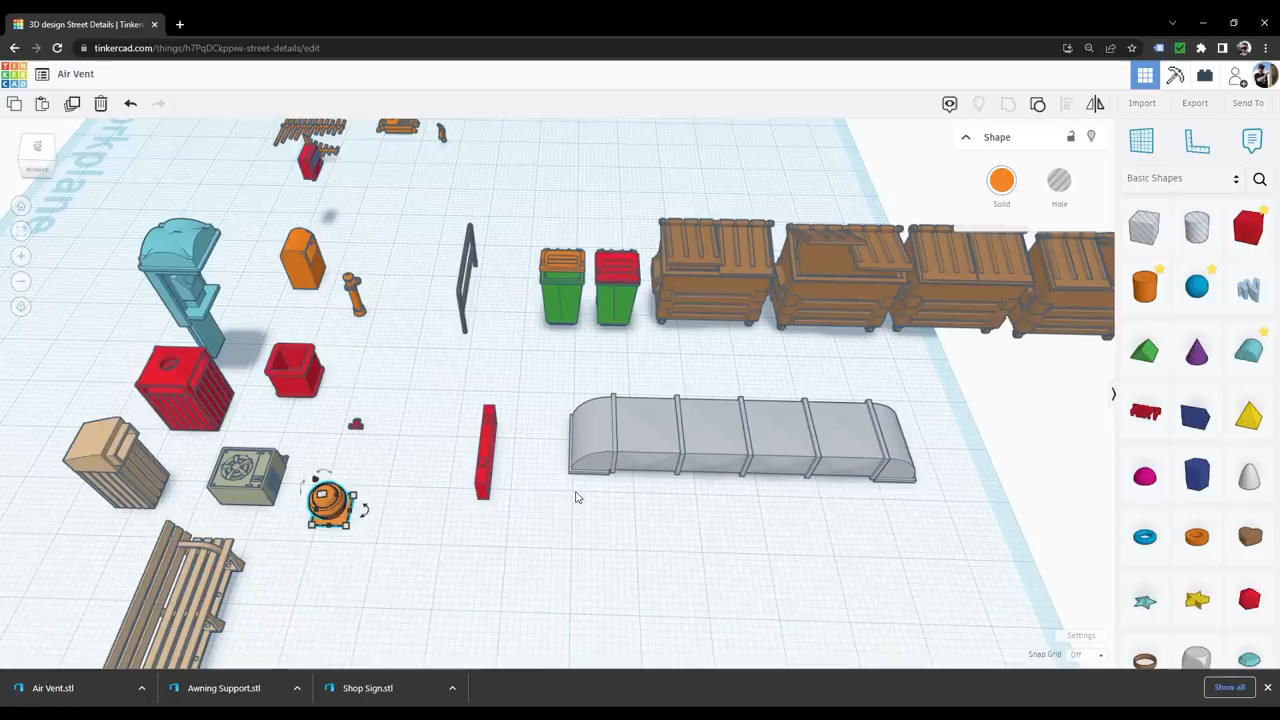 3D design Street Details | Tinker
tinkercad.com/things/h7PqDCkppiw-street-details/edit
TIN
KER
CAD
Air Vent
Import
Export
Send To
TOP
Workplane
Shape
Solid
Hole
Basic Shapes
Settings
Snap Grid
Off
Air Vent.stl
Awning Support.stl
Shop Sign.stl
Show all